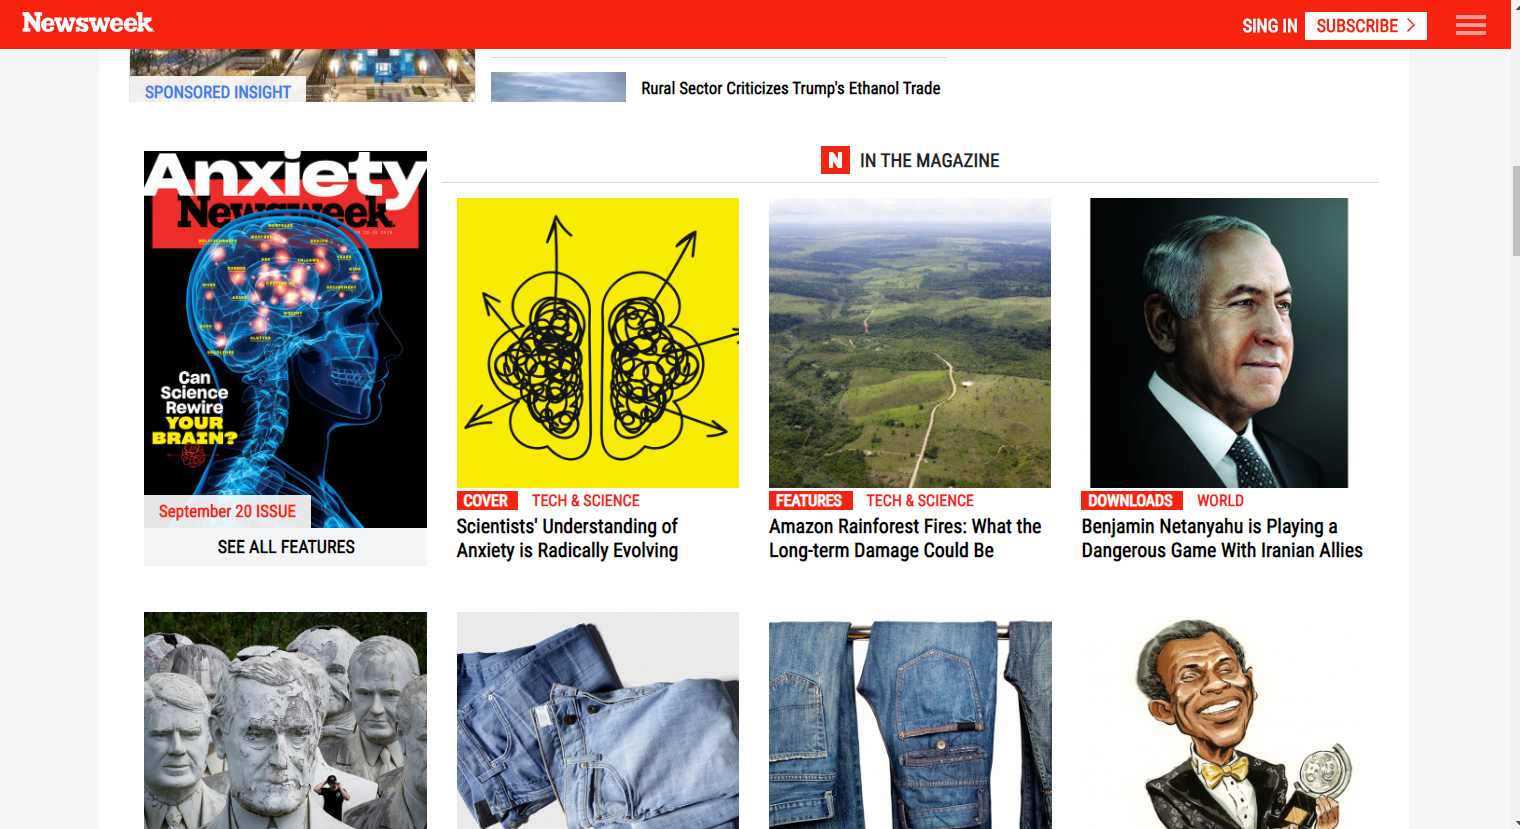 Newsweek
SING IN
SUBSCRIBE
SPONSORED INSIGHT
Rural Sector Criticizes Trump's Ethanol Trade
N IN THE MAGAZINE
Anxiety
Newsweek
Can
Science
Rewire
YOUR
BRAIN?
September 20 ISSUE
SEE ALL FEATURES
COVER TECH & SCIENCE
Scientists' Understanding of
Anxiety is Radically Evolving
FEATURES TECH & SCIENCE
Amazon Rainforest Fires: What the
Long-term Damage Could Be
DOWNLOADS WORLD
Benjamin Netanyahu is Playing a
Dangerous Game With Iranian Allies